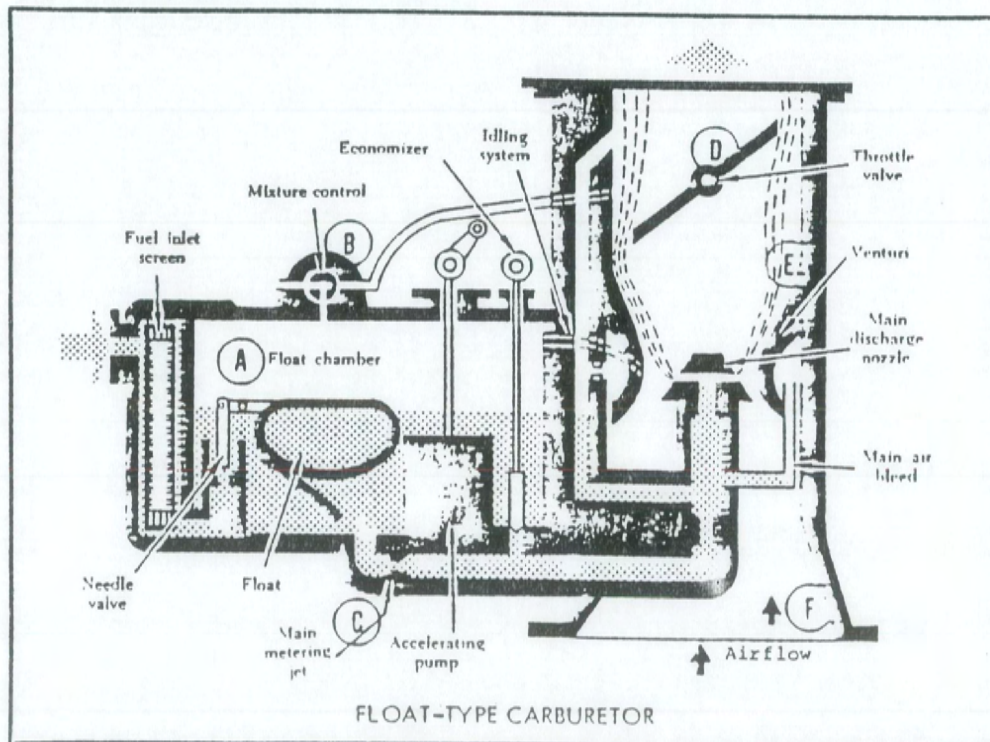 Economizer
Idling
system
D
Throttle
valve
Mixture control
B
Fuel inlet
screen
E
Venturi
Main
discharge
nozzle
A
Float chamber
Main air
bleed
Needle
valve
Float
C
Main
metering
jet
Accelerating
pump
F
Airflow
FLOAT-TYPE CARBURETOR